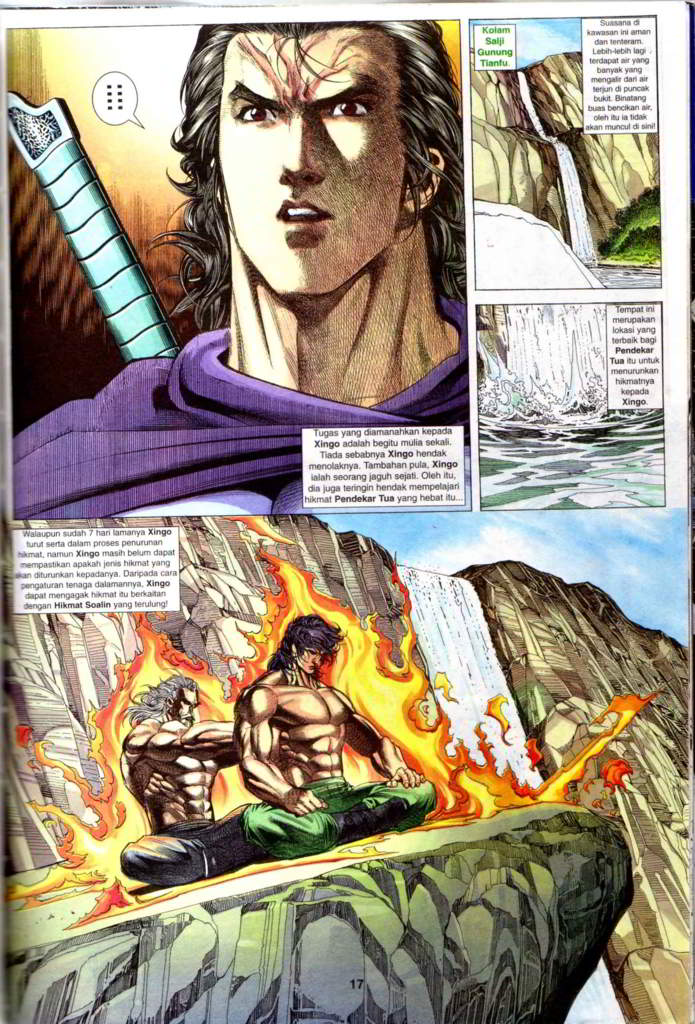 Tugas yang diamanahkan kepada
Xingo adalah begitu mulia sekali.
Tiada sebabnya Xingo hendak
menolaknya. Tambahan pula, Xingo
ialah seorang jaguh sejati. Oleh itu,
dia juga teringin hendak mempelajari
hikmat Pendekar Tua yang hebat itu...
Kolam
Salji
Gunung
Tianfu.
Suasana di
kawasan ini aman
dan tenteram.
Lebih-lebih lagi
terdapat air yang
banyak yang
mengalir dari air
terjun di puncak
bukit. Binatang
buas bencikan air,
oleh itu ia tidak
akan muncul di sini!
Tempat ini
merupakan
lokasi yang
terbaik bagi
Pendekar
Tua itu untuk
menurunkan
hikmatnya
kepada
Xingo.
Walaupun sudah 7 hari lamanya Xingo
turut serta dalam proses penurunan
hikmat, namun Xingo masih belum dapat
mempastikan apakah jenis hikmat yang
akan diturunkan kepadanya. Daripada cara
pengaturan tenaga dalamannya, Xingo
dapat mengagak hikmat itu berkaitan
dengan Hikmat Soalin yang terulung!
17